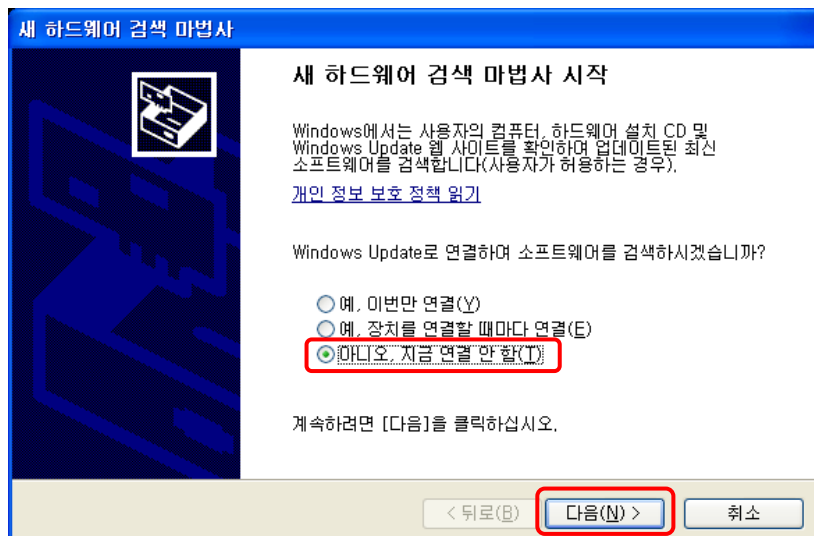 새 하드웨어 검색 마법사
새 하드웨어 검색 마법사 시작
Windows에서는 사용자의 컴퓨터, 하드웨어 설치 CD 및
Windows Update 웹 사이트를 확인하여 업데이트된 최신
소프트웨어를 검색합니다(사용자가 허용하는 경우).
개인 정보 보호 정책 읽기
Windows Update로 연결하여 소프트웨어를 검색하시겠습니까?
예, 이번만 연결(Y)
예, 장치를 연결할 때마다 연결(E)
아니오, 지금 연결 안 함(T)
계속하려면 [다음]을 클릭하십시오.
< 뒤로(B) 다음(N) > 취소